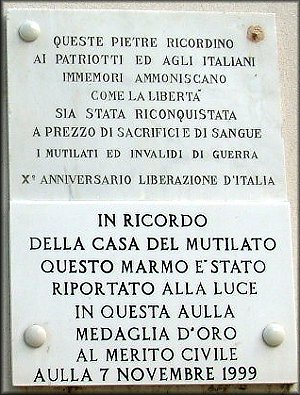 QUESTE PIETRE RICORDINO
AI PATRIOTTI ED AGLI ITALIANI
IMMEMORI AMMONISCANO
COME LA LIBERTA'
SIA STATA RICONQUISTATA
A PREZZO DI SACRIFICI E DI SANGUE
I MUTILATI ED INVALIDI DI GUERRA
X° ANNIVERSARIO LIBERAZIONE D'ITALIA
IN RICORDO
DELLA CASA DEL MUTILATO
QUESTO MARMO E' STATO
RIPORTATO ALLA LUCE
IN QUESTA AULLA
MEDAGLIA D'ORO
AL MERITO CIVILE
AULLA 7 NOVEMBRE 1999